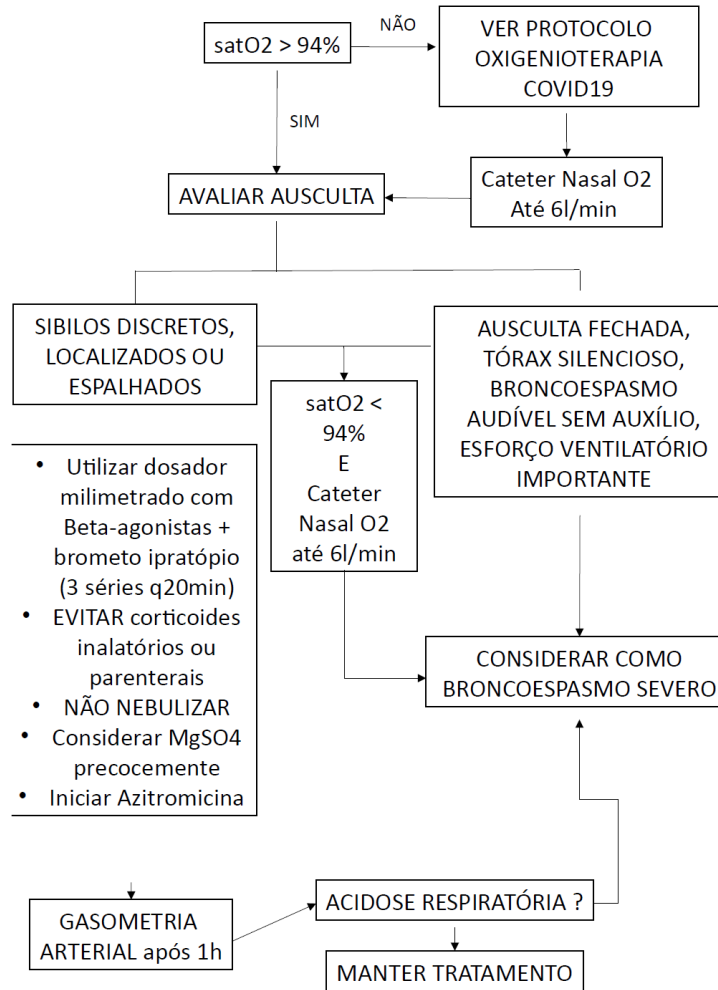 satO2 > 94%
NÃO
VER PROTOCOLO
OXIGENIOTERAPIA
COVID19
SIM
AVALIAR AUSCULTA
Cateter Nasal O2
Até 6l/min
SIBILOS DISCRETOS,
LOCALIZADOS OU
ESPALHADOS
AUSCULTA FECHADA,
TÓRAX SILENCIOSO,
BRONCOESPASMO
AUDÍVEL SEM AUXÍLIO,
ESFORÇO VENTILATÓRIO
IMPORTANTE
satO2 <
94%
E
Cateter
Nasal O2
até 6l/min
• Utilizar dosador
milimetrado com
Beta-agonistas +
brometo ipratópio
(3 séries q20min)
• EVITAR corticoides
inalatórios ou
parenterais
• NÃO NEBULIZAR
• Considerar MgSO4
precocemente
• Iniciar Azitromicina
CONSIDERAR COMO
BRONCOESPASMO SEVERO
GASOMETRIA
ARTERIAL após 1h
ACIDOSE RESPIRATÓRIA ?
MANTER TRATAMENTO